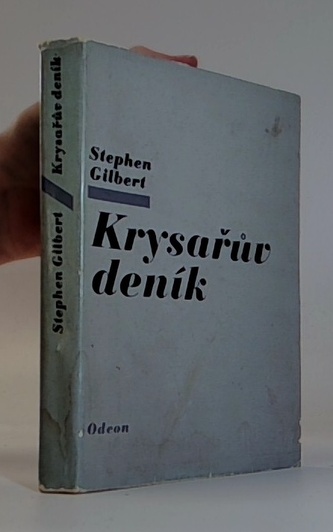 Stephen
Gilbert
Krysařův
deník
Odeon
Stephen Gilbert / Krysařův deník